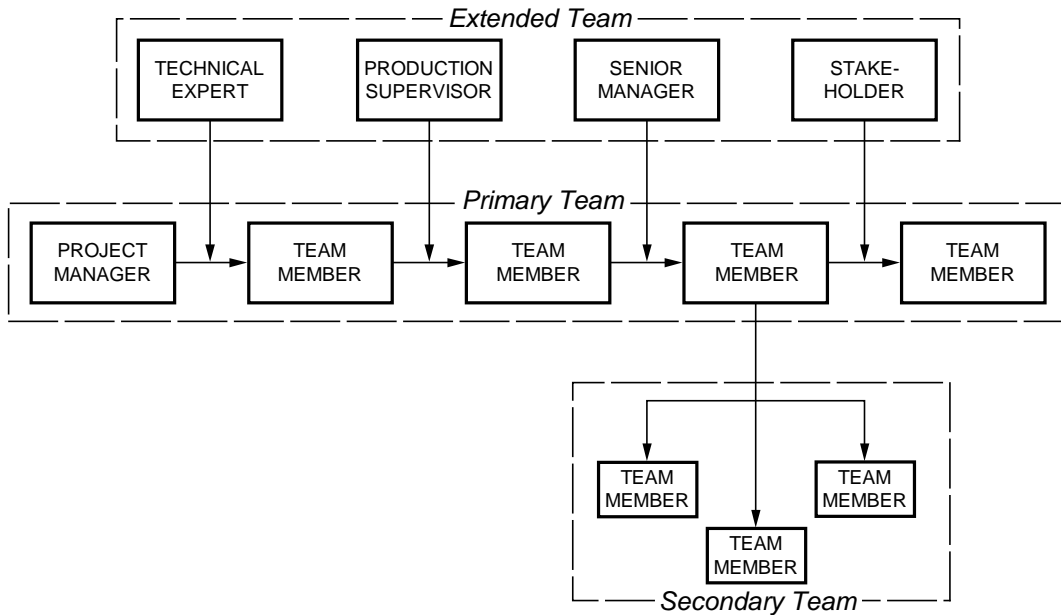 Extended Team
TECHNICAL
EXPERT
PRODUCTION
SUPERVISOR
SENIOR
MANAGER
STAKE-
HOLDER
Primary Team
PROJECT
MANAGER
TEAM
MEMBER
TEAM
MEMBER
TEAM
MEMBER
TEAM
MEMBER
TEAM
MEMBER
TEAM
MEMBER
TEAM
MEMBER
Secondary Team